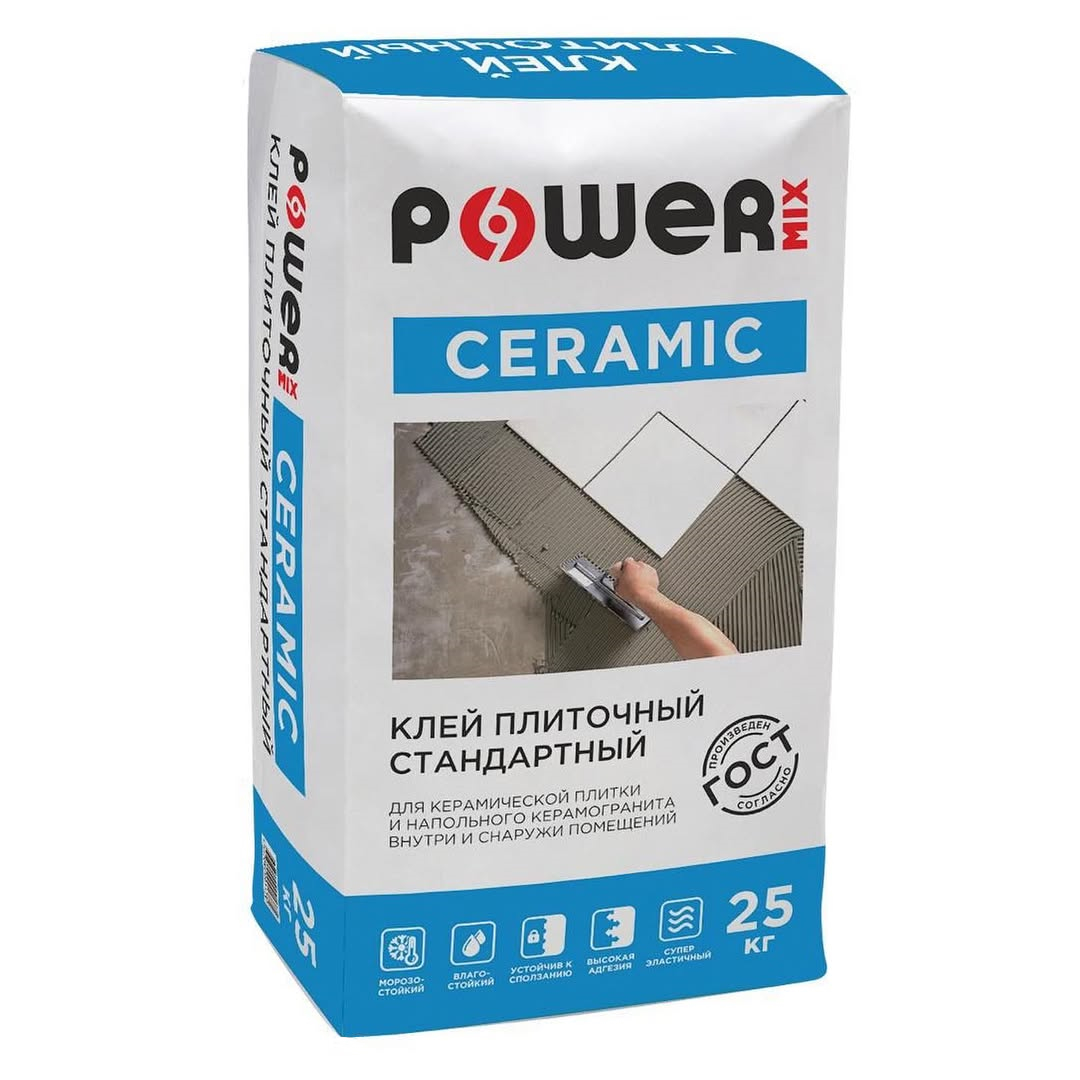 КЛЕЙ
ПЛИТОЧНЫЙ
POWER MIX
CERAMIC
КЛЕЙ ПЛИТОЧНЫЙ
СТАНДАРТНЫЙ
ДЛЯ КЕРАМИЧЕСКОЙ ПЛИТКИ
И НАПОЛЬНОГО КЕРАМОГРАНИТА
ВНУТРИ И СНАРУЖИ ПОМЕЩЕНИЙ
ПРОИЗВЕДЕН
ГОСТ
СОГЛАСНО
МОРОЗО-
СТОЙКИЙ
ВЛАГО-
СТОЙКИЙ
УСТОЙЧИВ К
СПОЛЗАНИЮ
ВЫСОКАЯ
АДГЕЗИЯ
СУПЕР
ЭЛАСТИЧНЫЙ
25
КГ
POWER MIX
CERAMIC
КЛЕЙ ПЛИТОЧНЫЙ СТАНДАРТНЫЙ
25
КГ